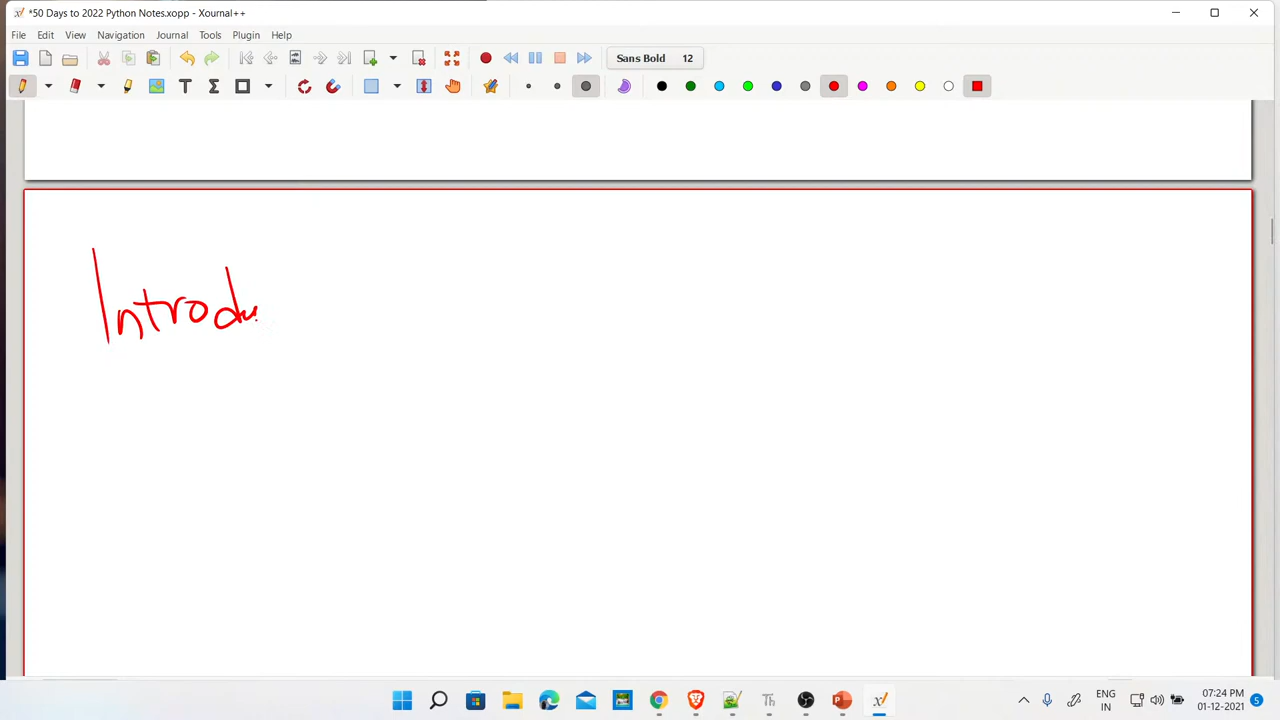 *50 Days to 2022 Python Notes.xopp - Xournal++
File Edit View Navigation Journal Tools Plugin Help
Sans Bold 12
Introdu
ENG
IN
07:24 PM
01-12-2021
5